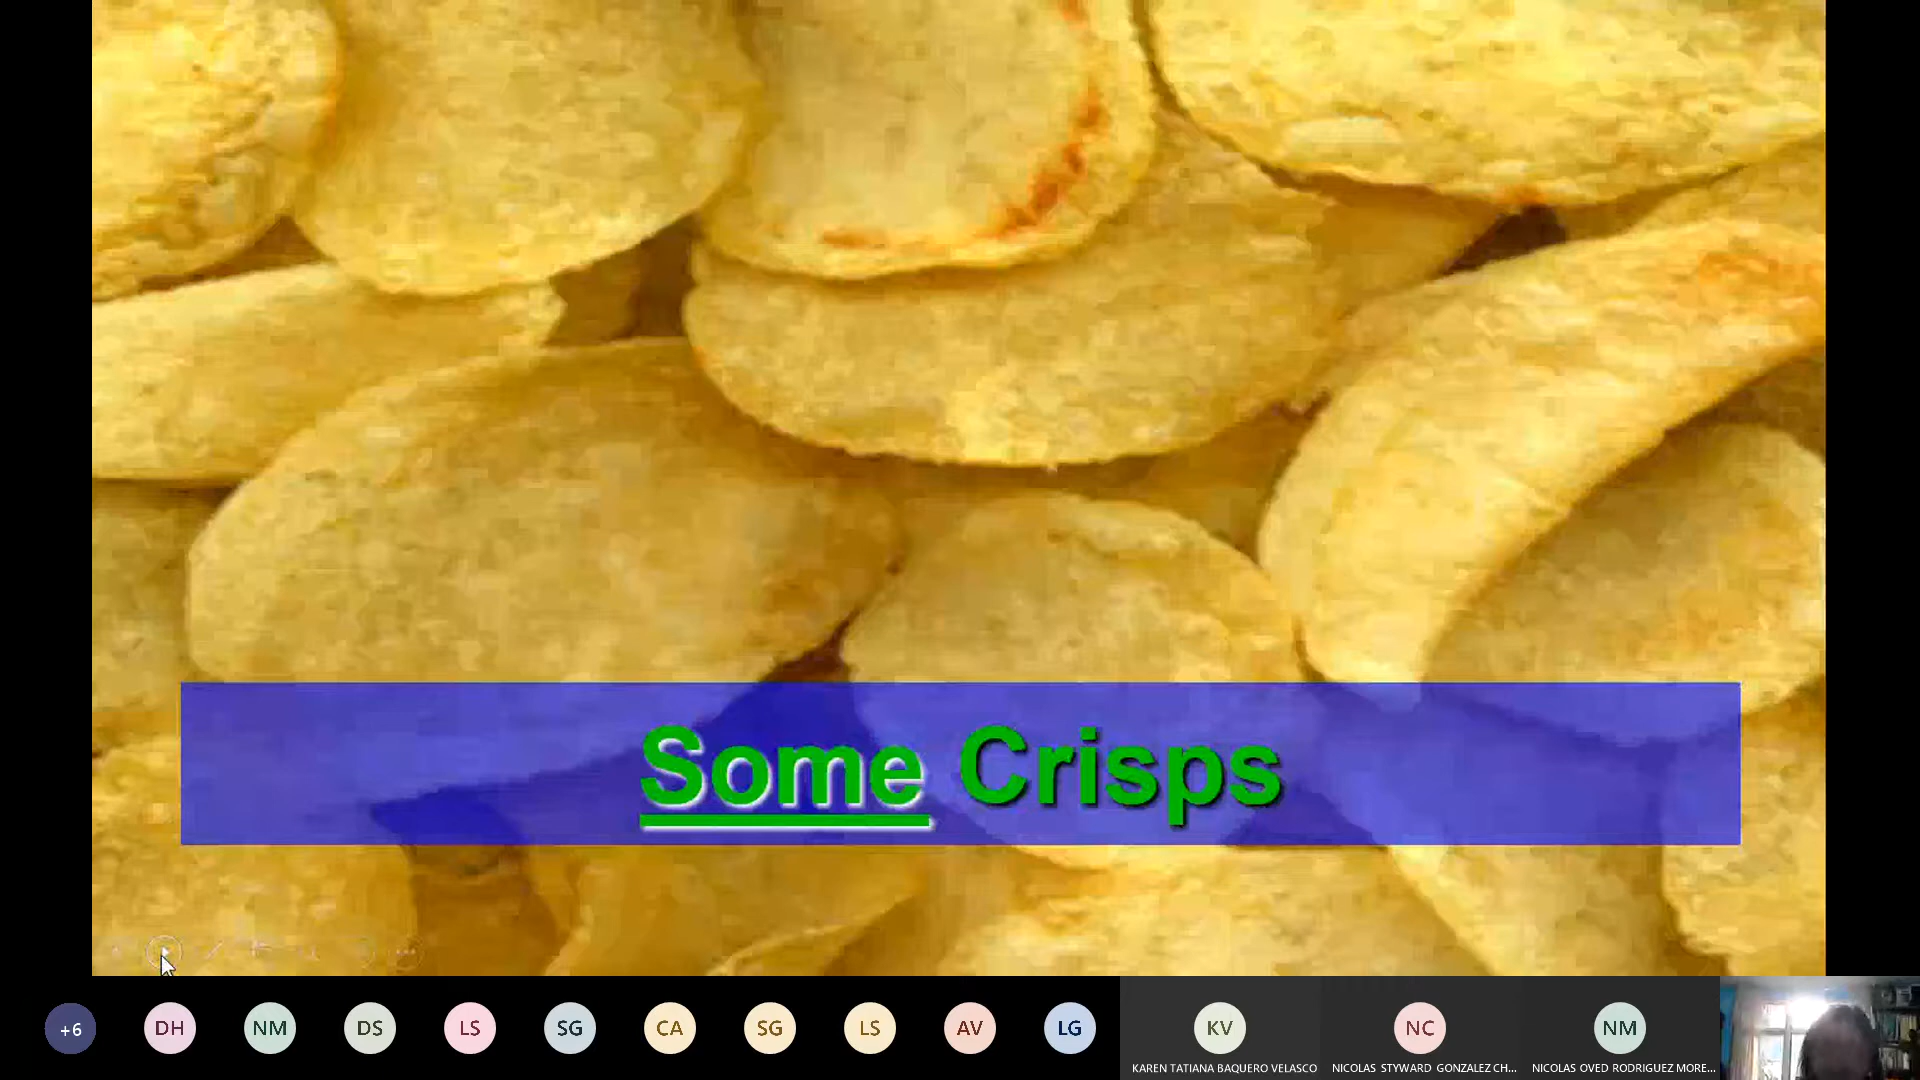 Some Crisps
+6
DH
NM
DS
LS
SG
CA
SG
LS
AV
LG
KV
NC
NM
KAREN TATIANA BAQUERO VELASCO
NICOLAS STYWARD GONZALEZ CH...
NICOLAS OVED RODRIGUEZ MORE...